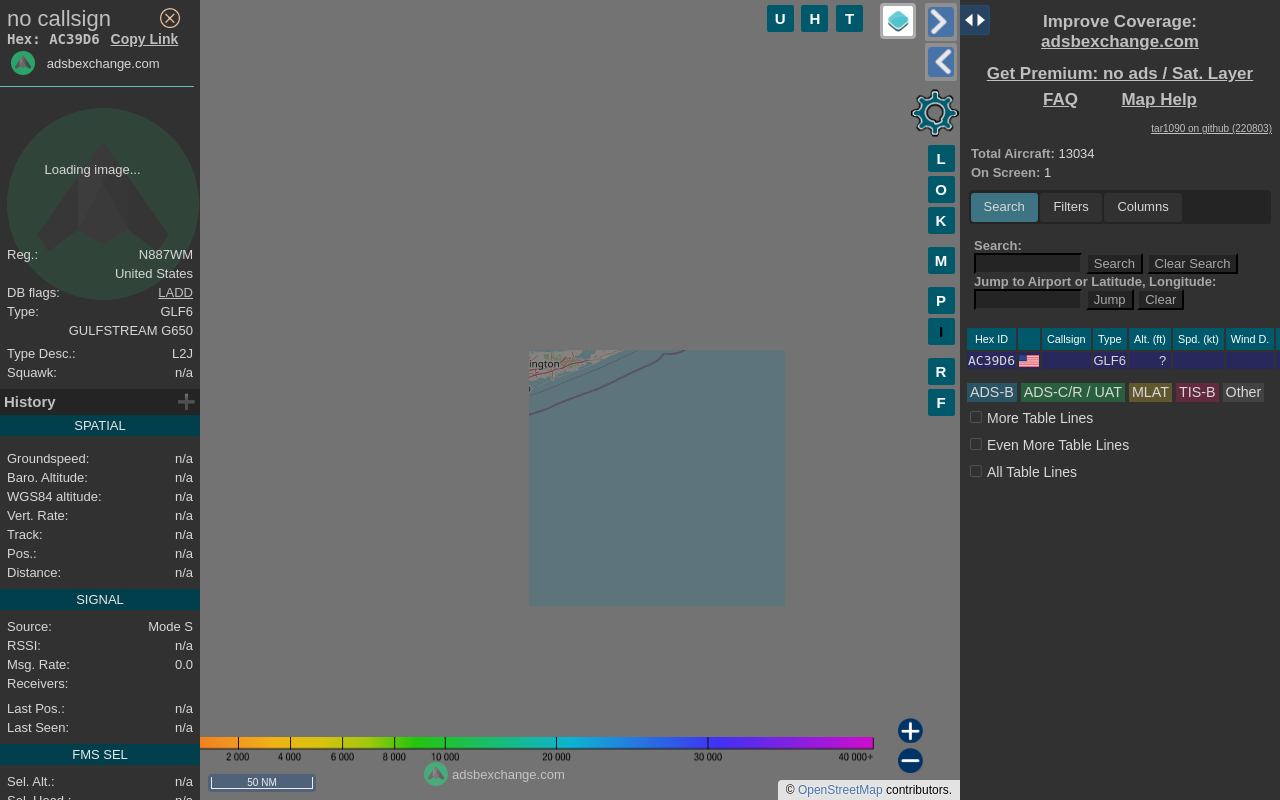 no callsign
Hex: AC39D6 Copy Link
adsbexchange.com
Loading image...
Reg.: N887WM
United States
DB flags: LADD
Type: GLF6
GULFSTREAM G650
Type Desc.: L2J
Squawk: n/a
History
SPATIAL
Groundspeed: n/a
Baro. Altitude: n/a
WGS84 altitude: n/a
Vert. Rate: n/a
Track: n/a
Pos.: n/a
Distance: n/a
SIGNAL
Source: Mode S
RSSI: n/a
Msg. Rate: 0.0
Receivers:
Last Pos.: n/a
Last Seen: n/a
FMS SEL
Sel. Alt.: n/a
Sel. Head.: n/a
U H T
L
O
K
M
P
I
R
F
ington
2 000 4 000 6 000 8 000 10 000 20 000 30 000 40 000+
50 NM
adsbexchange.com
© OpenStreetMap contributors.
Improve Coverage:
adsbexchange.com
Get Premium: no ads / Sat. Layer
FAQ Map Help
tar1090 on github (220803)
Total Aircraft: 13034
On Screen: 1
Search Filters Columns
Search:
Search Clear Search
Jump to Airport or Latitude, Longitude:
Jump Clear
Hex ID Callsign Type Alt. (ft) Spd. (kt) Wind D.
AC39D6 GLF6 ?
ADS-B ADS-C/R / UAT MLAT TIS-B Other
More Table Lines
Even More Table Lines
All Table Lines